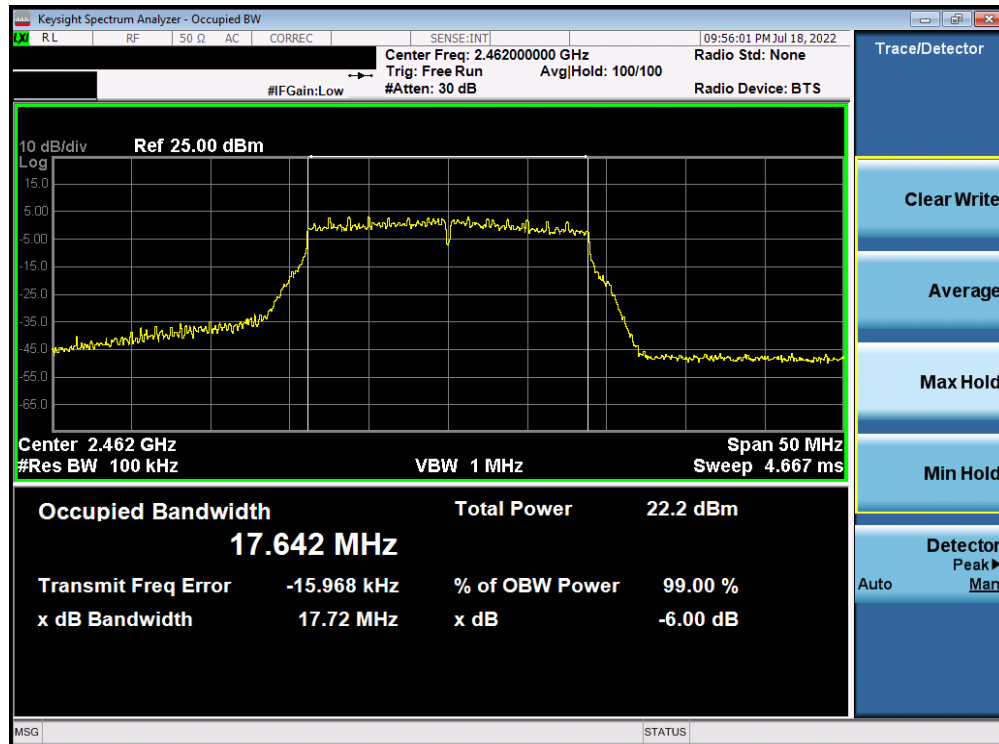 Keysight Spectrum Analyzer - Occupied BW
LXI RL RF 50 Ω AC CORREC SENSE:INT 09:56:01 PM Jul 18, 2022
Center Freq: 2.462000000 GHz Radio Std: None
Trig: Free Run Avg|Hold: 100/100
#IFGain:Low #Atten: 30 dB Radio Device: BTS
10 dB/div Ref 25.00 dBm
Log
15.0
5.00
-5.00
-15.0
-25.0
-35.0
-45.0
-55.0
-65.0
Center 2.462 GHz Span 50 MHz
#Res BW 100 kHz VBW 1 MHz Sweep 4.667 ms
Occupied Bandwidth Total Power 22.2 dBm
17.642 MHz
Transmit Freq Error -15.968 kHz % of OBW Power 99.00 %
x dB Bandwidth 17.72 MHz x dB -6.00 dB
MSG STATUS
Trace/Detector
Clear Write
Average
Max Hold
Min Hold
Detector
Peak
Auto Man